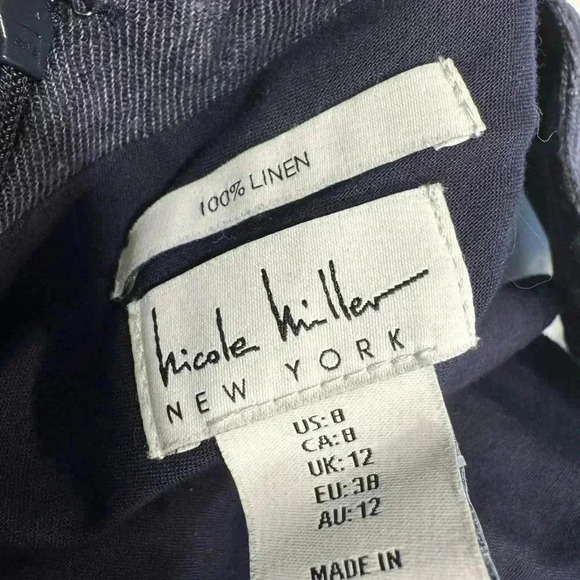 100% LINEN
Nicole Miller
NEW YORK
US: 8
CA: 8
UK: 12
EU: 38
AU: 12
MADE IN